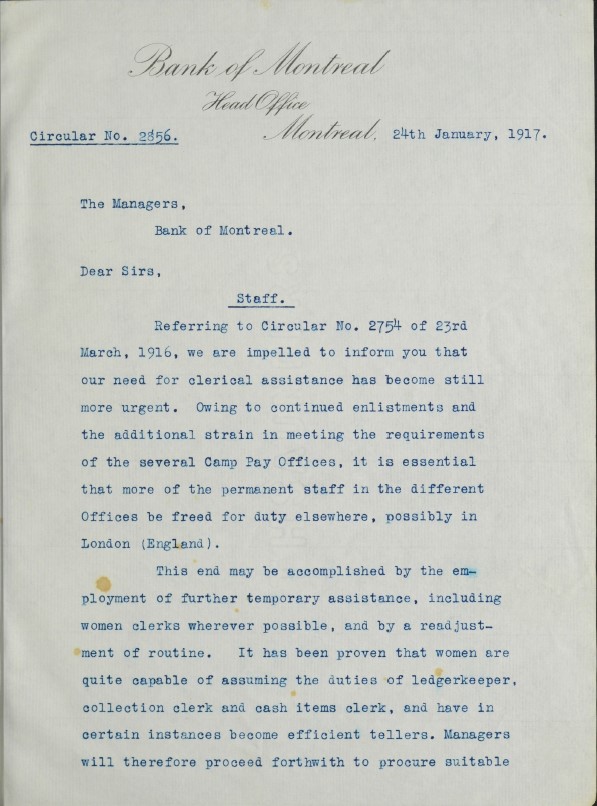 Bank of Montreal
Head Office
Circular No. 2856.
Montreal, 24th January, 1917.
The Managers,
Bank of Montreal.
Dear Sirs,
Staff.
Referring to Circular No. 2754 of 23rd
March, 1916, we are impelled to inform you that
our need for clerical assistance has become still
more urgent. Owing to continued enlistments and
the additional strain in meeting the requirements
of the several Camp Pay Offices, it is essential
that more of the permanent staff in the different
Offices be freed for duty elsewhere, possibly in
London (England).
This end may be accomplished by the em-
ployment of further temporary assistance, including
women clerks wherever possible, and by a readjust-
ment of routine. It has been proven that women are
quite capable of assuming the duties of ledgerkeeper,
collection clerk and cash items clerk, and have in
certain instances become efficient tellers. Managers
will therefore proceed forthwith to procure suitable